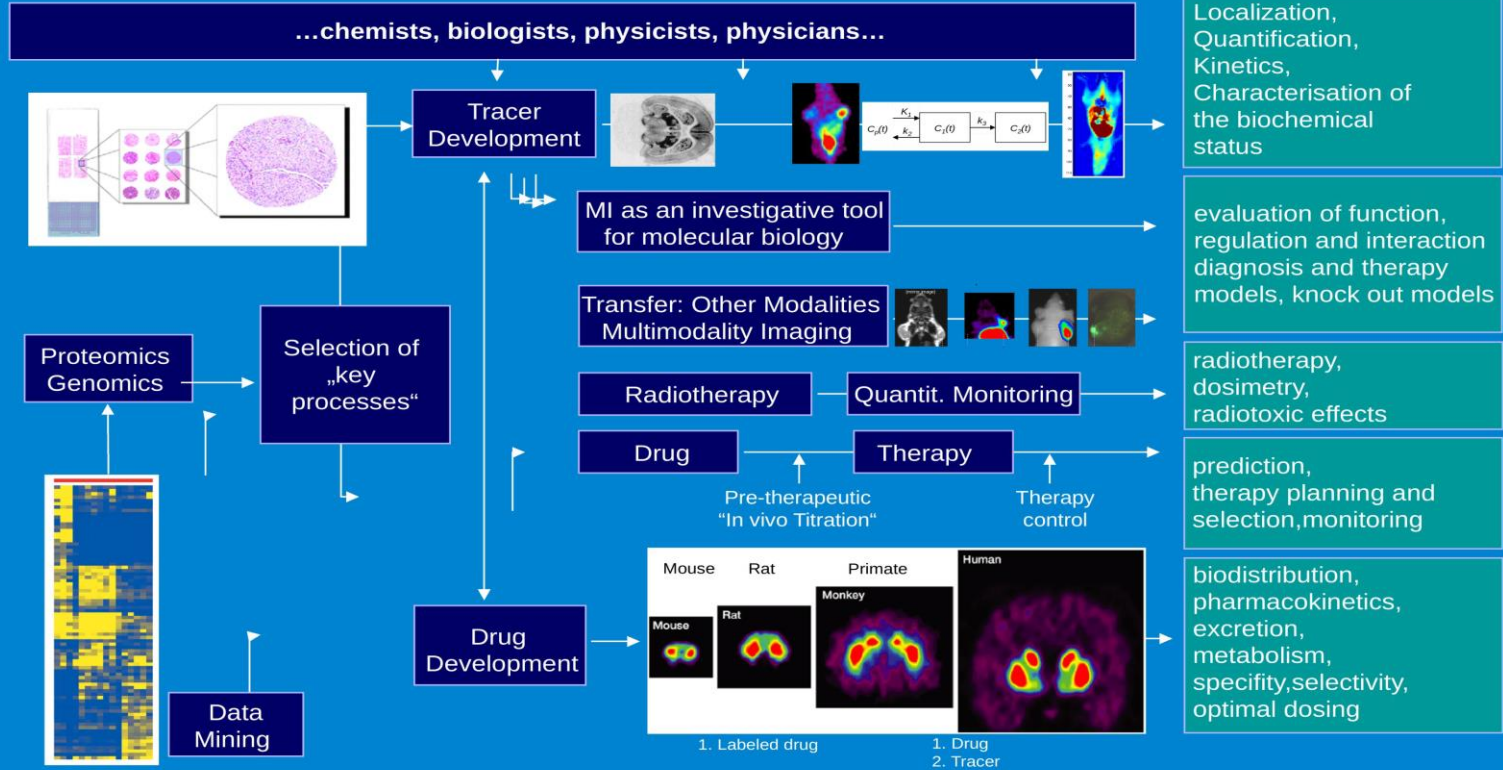 …chemists, biologists, physicists, physicians…
Localization,
Quantification,
Kinetics,
Characterisation of
the biochemical
status
Tracer
Development
Cp(t)
K1
k2
C1(t)
k3
C2(t)
MI as an investigative tool
for molecular biology
evaluation of function,
regulation and interaction
diagnosis and therapy
models, knock out models
Transfer: Other Modalities
Multimodality Imaging
Proteomics
Genomics
Selection of
„key
processes“
Radiotherapy
Quantit. Monitoring
radiotherapy,
dosimetry,
radiotoxic effects
Drug
Therapy
Pre-therapeutic
“In vivo Titration“
Therapy
control
prediction,
therapy planning and
selection,monitoring
Drug
Development
Mouse
Rat
Primate
Human
Mouse
Rat
Monkey
1. Labeled drug
1. Drug
2. Tracer
biodistribution,
pharmacokinetics,
excretion,
metabolism,
specifity,selectivity,
optimal dosing
Data
Mining